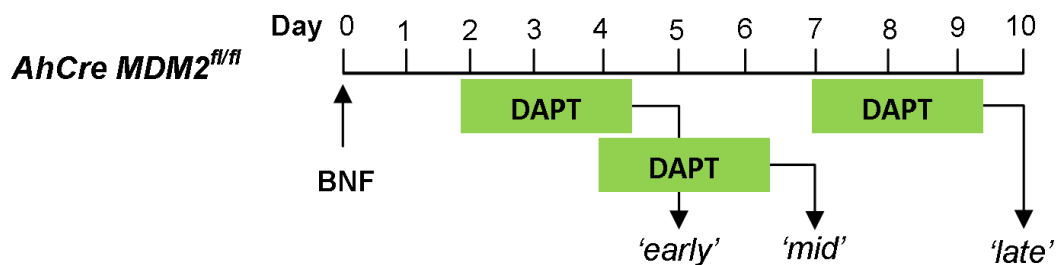 Day 0 1 2 3 4 5 6 7 8 9 10
AhCre MDM2fl/fl
DAPT DAPT
DAPT
BNF
‘early’ ‘mid’ ‘late’